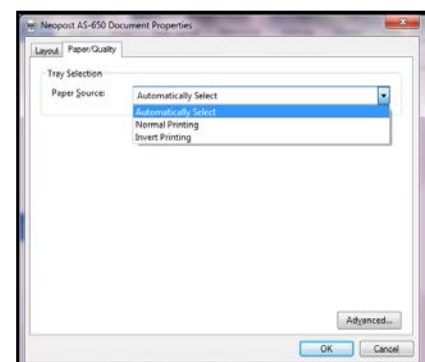 Neopost AS-650 Document Properties
Layout Paper/Quality
Tray Selection
Paper Source: Automatically Select
Automatically Select
Normal Printing
Invert Printing
Advanced...
OK Cancel